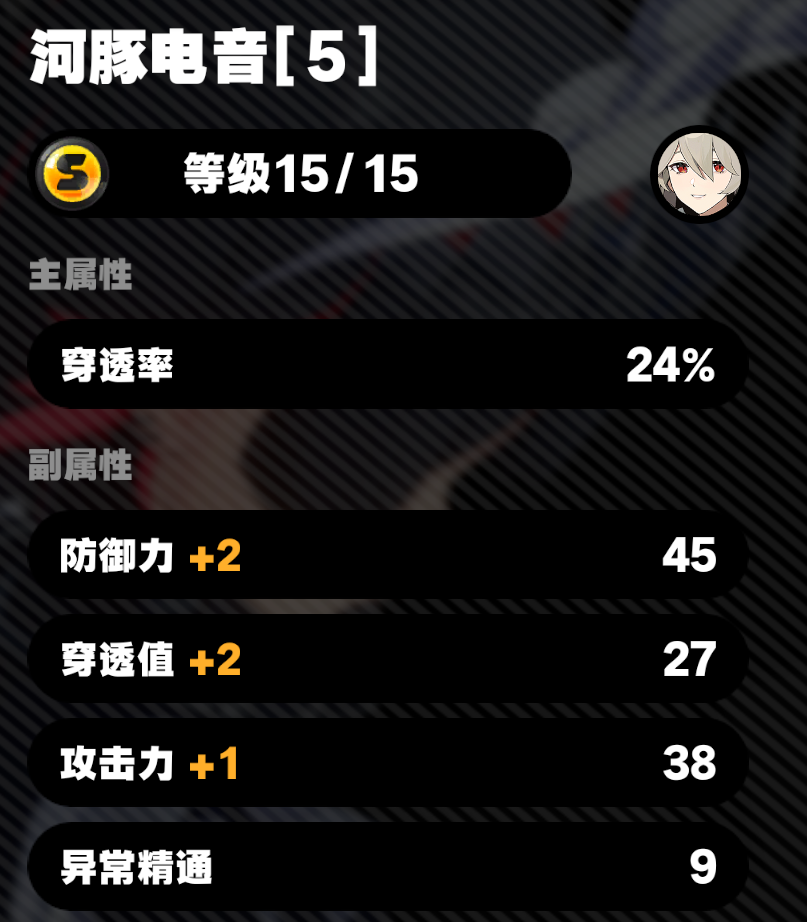 河豚电音[5]
S 等级15/15
主属性
穿透率 24%
副属性
防御力 +2 45
穿透值 +2 27
攻击力 +1 38
异常精通 9